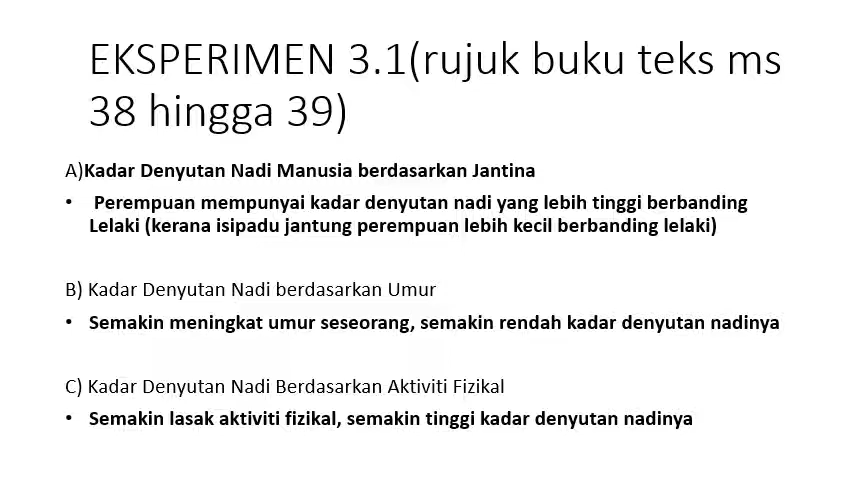 EKSPERIMEN 3.1(rujuk buku teks ms
38 hingga 39)
A)Kadar Denyutan Nadi Manusia berdasarkan Jantina
• Perempuan mempunyai kadar denyutan nadi yang lebih tinggi berbanding
Lelaki (kerana isipadu jantung perempuan lebih kecil berbanding lelaki)
B) Kadar Denyutan Nadi berdasarkan Umur
• Semakin meningkat umur seseorang, semakin rendah kadar denyutan nadinya
C) Kadar Denyutan Nadi Berdasarkan Aktiviti Fizikal
• Semakin lasak aktiviti fizikal, semakin tinggi kadar denyutan nadinya